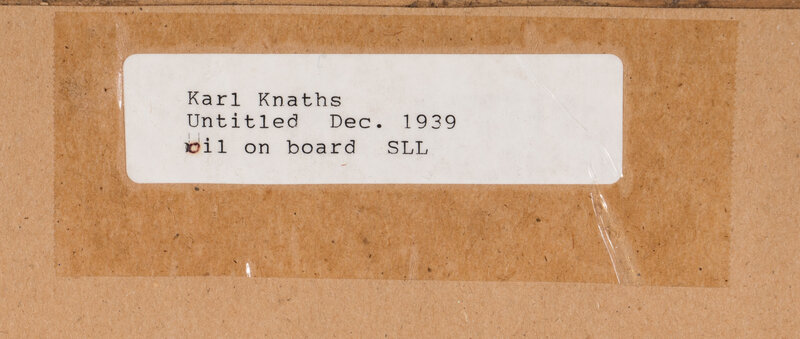 Karl Knaths
Untitled Dec. 1939
oil on board SLL